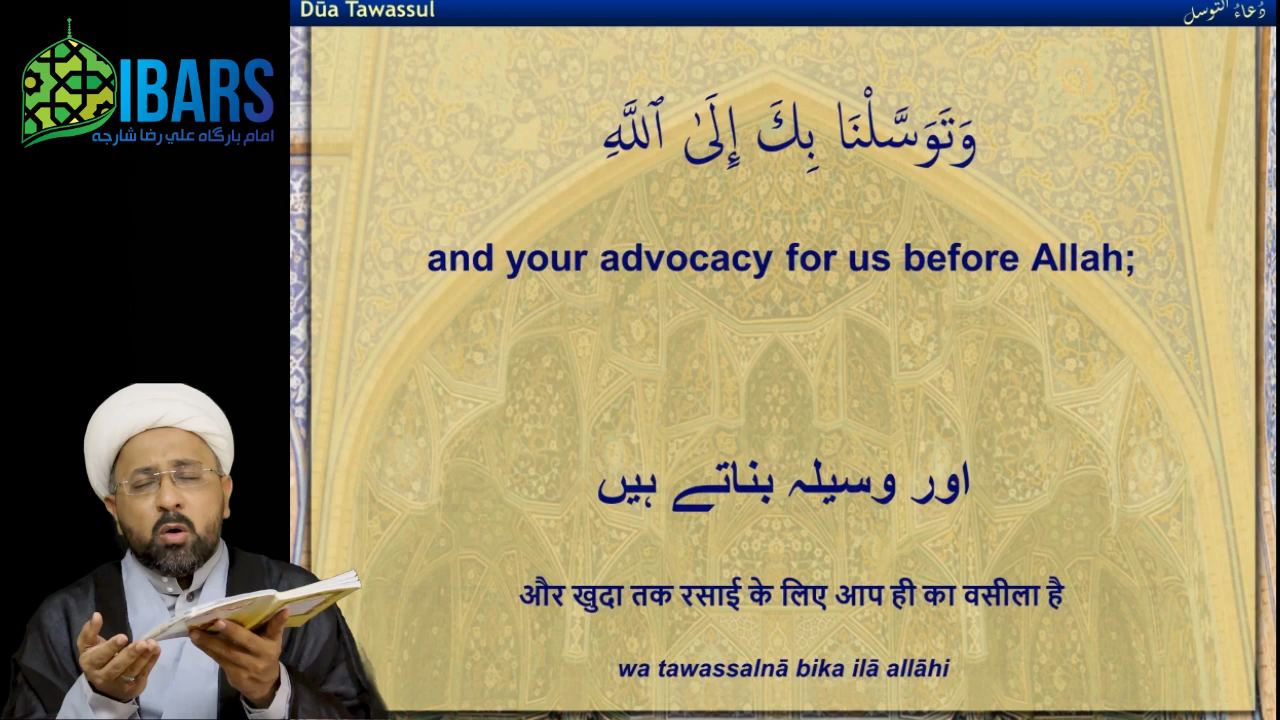 Dūa Tawassul
دُعاءُ التوسل
IBARS
امام بارگاه علي رضا شارجه
وَتَوَسَّلْنَا بِكَ إِلَىٰ ٱللَّهِ
and your advocacy for us before Allah;
اور وسیلہ بناتے ہیں
और खुदा तक रसाई के लिए आप ही का वसीला है
wa tawassalnā bika ilā allāhi